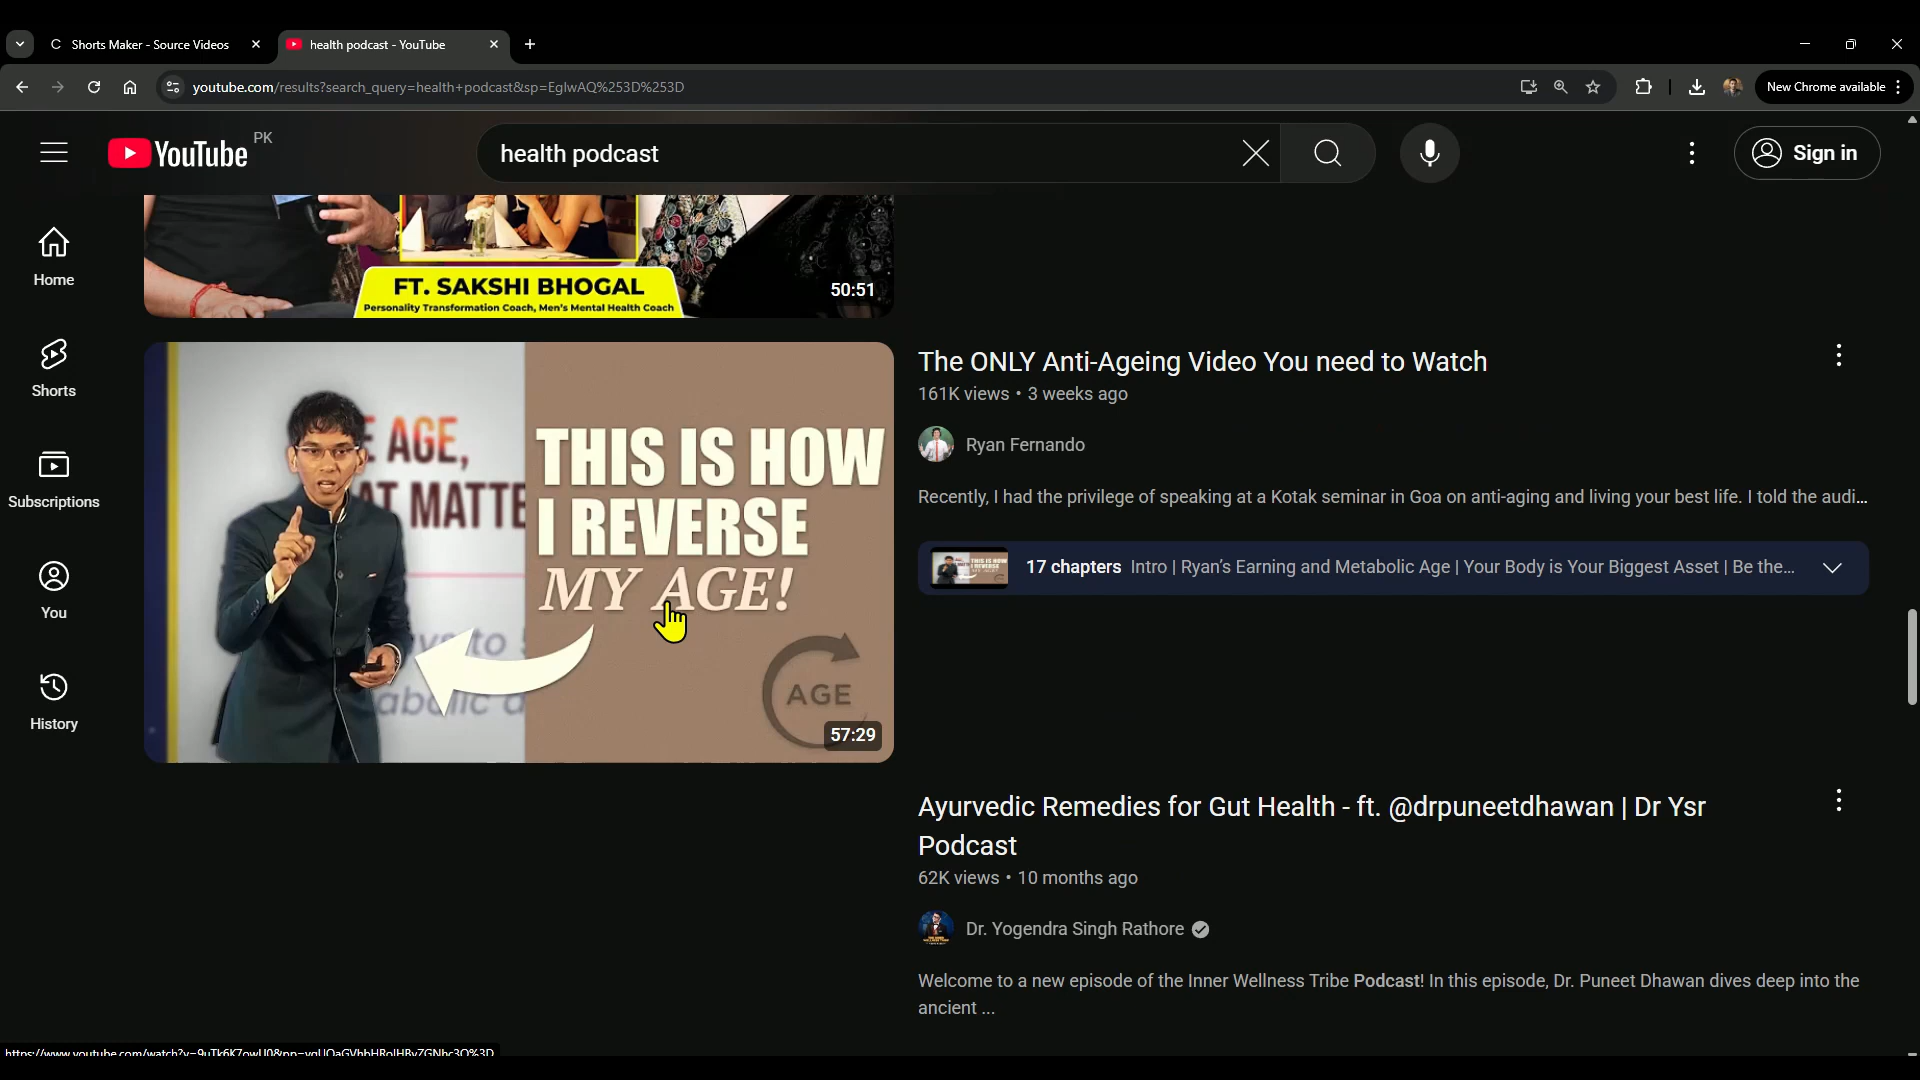 Shorts Maker - Source Videos
health podcast - YouTube
youtube.com/results?search_query=health+podcast&sp=EgIwAQ%253D%253D
New Chrome available
YouTube PK
health podcast
Sign in
Home
Shorts
Subscriptions
You
History
FT. SAKSHI BHOGAL
Personality Transformation Coach, Men's Mental Health Coach
50:51
E AGE,
AT MATTE
THIS IS HOW
I REVERSE
MY AGE!
AGE
57:29
The ONLY Anti-Ageing Video You need to Watch
161K views • 3 weeks ago
Ryan Fernando
Recently, I had the privilege of speaking at a Kotak seminar in Goa on anti-aging and living your best life. I told the audi...
17 chapters Intro | Ryan's Earning and Metabolic Age | Your Body is Your Biggest Asset | Be the...
Ayurvedic Remedies for Gut Health - ft. @drpuneetdhawan | Dr Ysr
Podcast
62K views • 10 months ago
Dr. Yogendra Singh Rathore
Welcome to a new episode of the Inner Wellness Tribe Podcast! In this episode, Dr. Puneet Dhawan dives deep into the
ancient ...